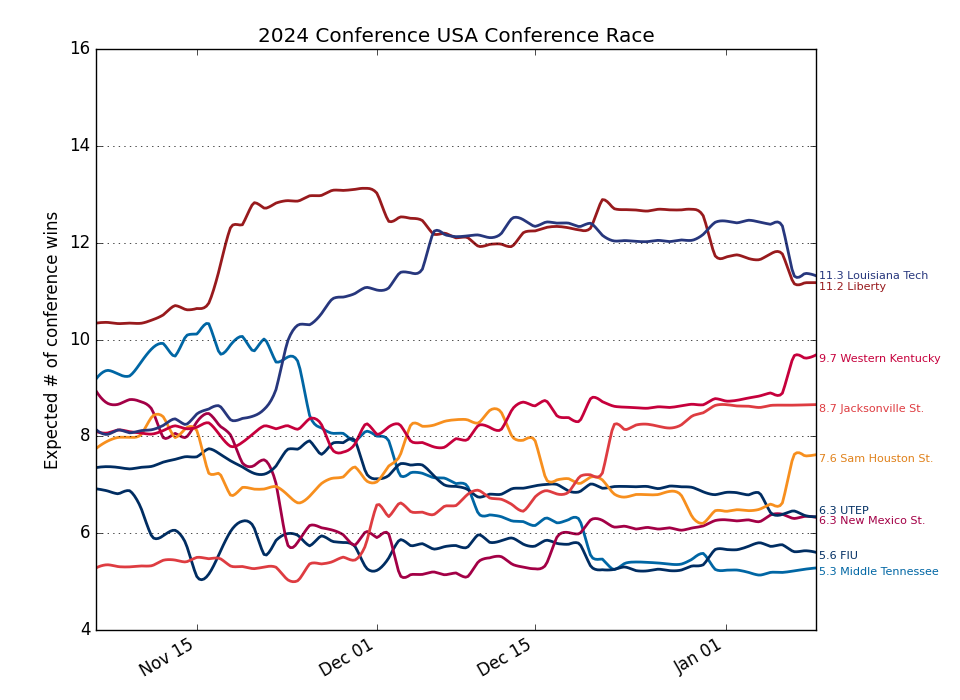 2024 Conference USA Conference Race
Expected # of conference wins
16
14
12
10
8
6
4
11.3 Louisiana Tech
11.2 Liberty
9.7 Western Kentucky
8.7 Jacksonville St.
7.6 Sam Houston St.
6.3 UTEP
6.3 New Mexico St.
5.6 FIU
5.3 Middle Tennessee
Nov 15
Dec 01
Dec 15
Jan 01